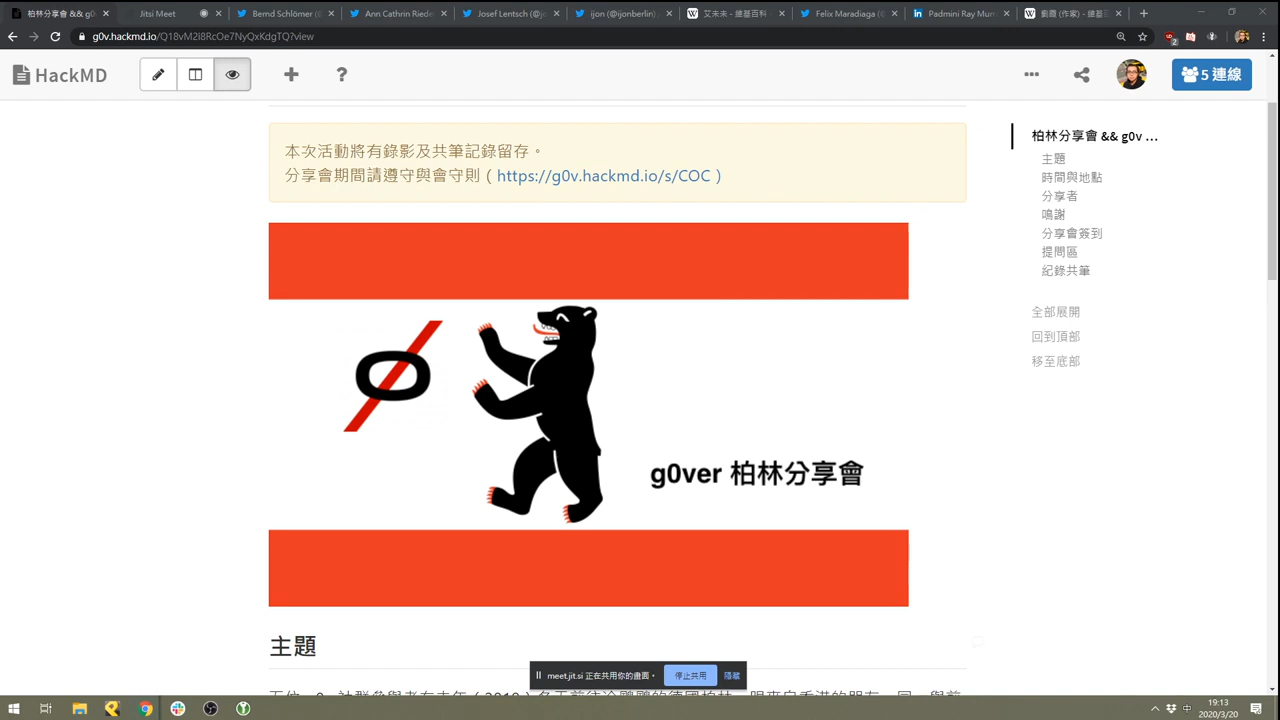 柏林分享會 && g0v
Jitsi Meet
Bernd Schlömer (
Ann Cathrin Riede
Josef Lentsch (@jo
ijon (@ijonberlin)
艾未未 - 維基百科
Felix Maradiaga (@
Padmini Ray Mur
劉霞 (作家) - 維基百
g0v.hackmd.io/Q18vM2i8RcOe7NyQxKdgTQ?view
2
HackMD
5 連線
本次活動將有錄影及共筆記錄留存。
分享會期間請遵守與會守則（https://g0v.hackmd.io/s/COC）
g0ver 柏林分享會
主題
柏林分享會 && g0v ...
主題
時間與地點
分享者
鳴謝
分享會簽到
提問區
紀錄共筆
全部展開
回到頂部
移至底部
meet.jit.si 正在共用你的畫面。
停止共用
隱藏
中
19:13
2020/3/20